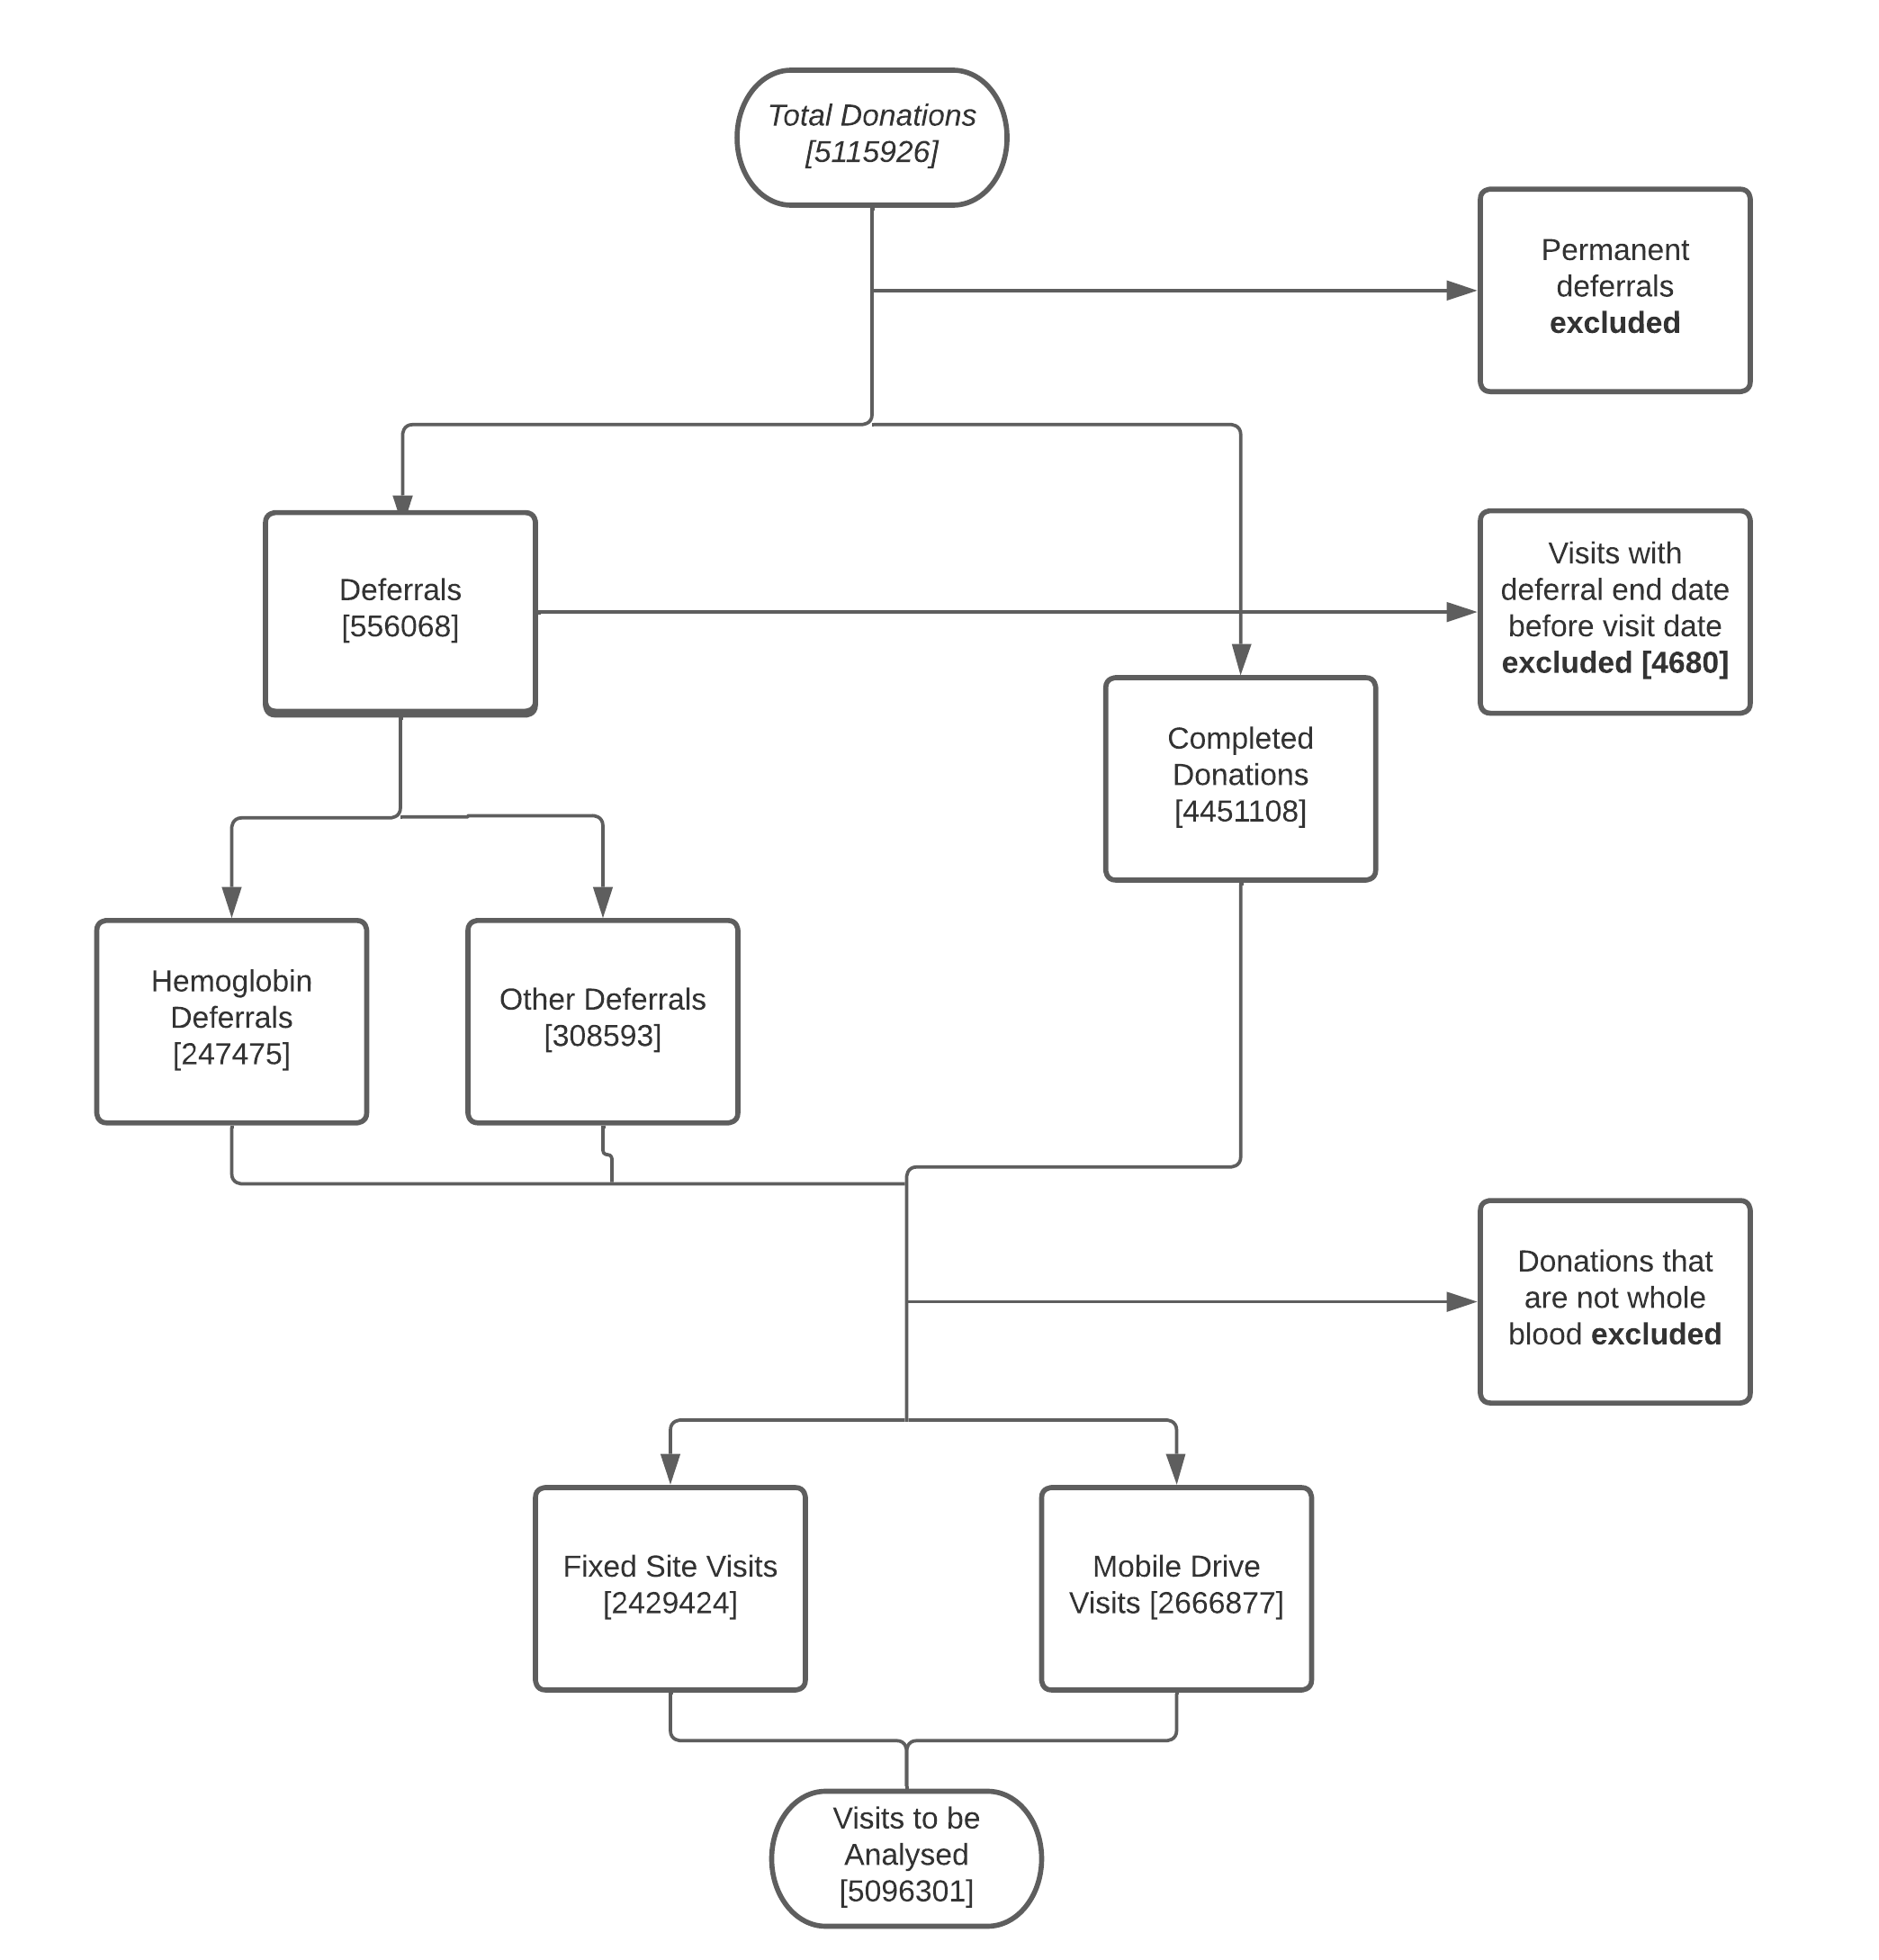 Total Donations
[5115926]
Permanent
deferrals
excluded
Deferrals
[556068]
Visits with
deferral end date
before visit date
excluded [4680]
Completed
Donations
[4451108]
Hemoglobin
Deferrals
[247475]
Other Deferrals
[308593]
Donations that
are not whole
blood excluded
Fixed Site Visits
[2429424]
Mobile Drive
Visits [2666877]
Visits to be
Analysed
[5096301]